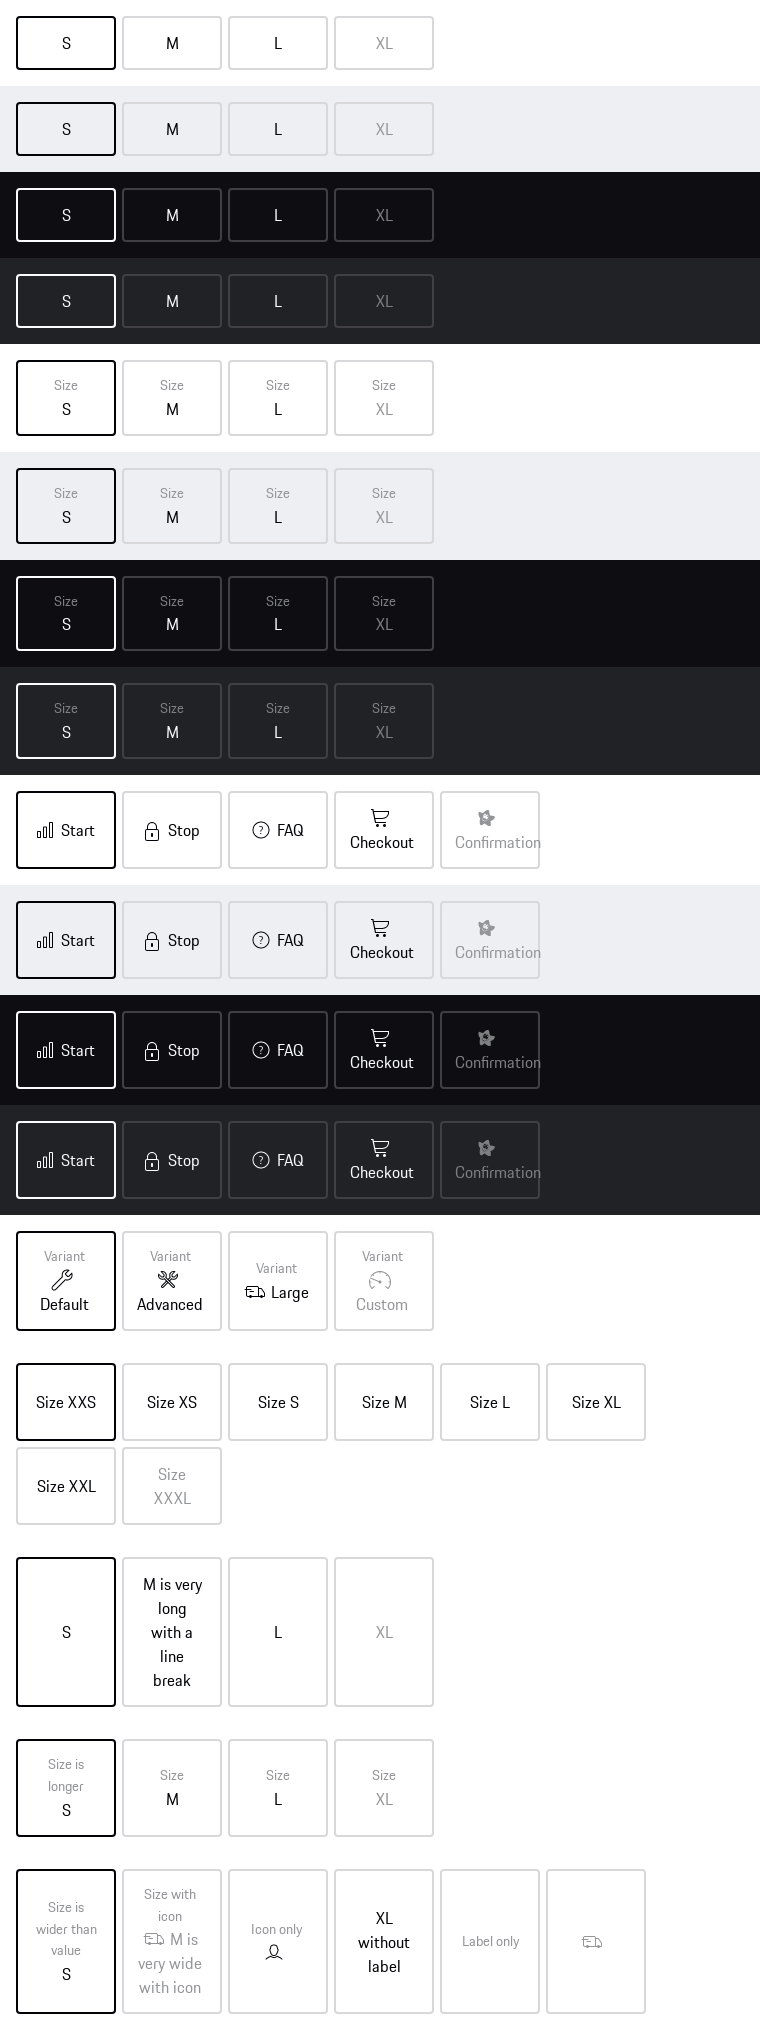 S M L XL
S M L XL
S M L XL
S M L XL
Size Size Size Size
S M L XL
Size Size Size Size
S M L XL
Size Size Size Size
S M L XL
Size Size Size Size
S M L XL
Start Stop FAQ Checkout Confirmation
Start Stop FAQ Checkout Confirmation
Start Stop FAQ Checkout Confirmation
Start Stop FAQ Checkout Confirmation
Variant Variant Variant Variant
Default Advanced Large Custom
Size XXS Size XS Size S Size M Size L Size XL
Size XXL
Size
XXXL
S
M is very
long
with a
line
break
L
XL
Size is
longer
S
Size
M
Size
L
Size
XL
Size is
wider than
value
S
Size with
icon
M is
very wide
with icon
Icon only
XL
without
label
Label only